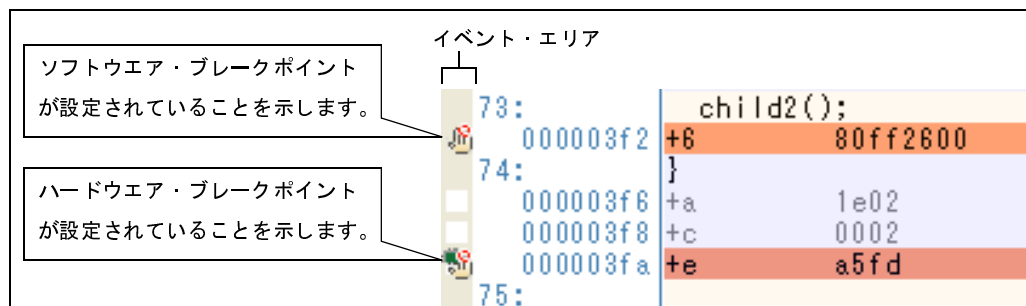 イベント・エリア
ソフトウエア・ブレークポイント
が設定されていることを示します。
73: child2();
000003f2 +6 80ff2600
74: }
ハードウエア・ブレークポイント
が設定されていることを示します。
000003f6 +a 1e02
000003f8 +c 0002
000003fa +e a5fd
75: